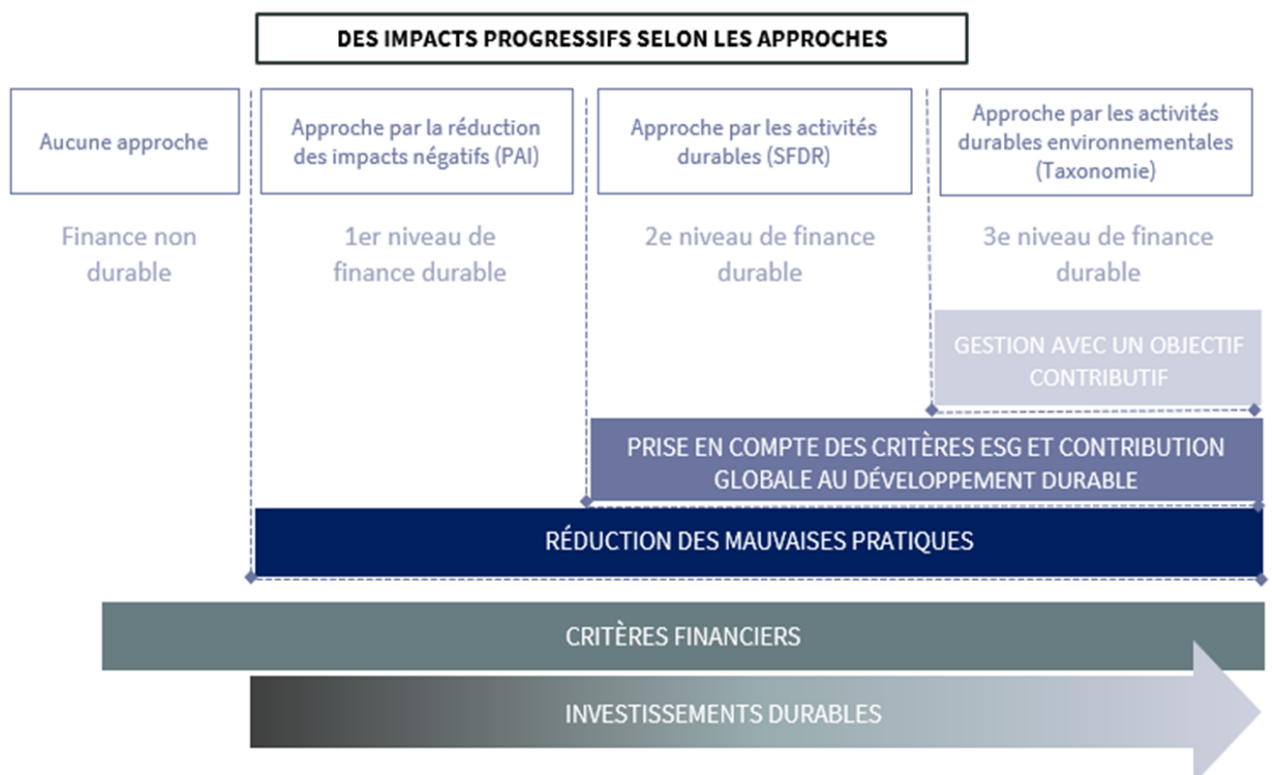 DES IMPACTS PROGRESSIFS SELON LES APPROCHES
Aucune approche
Approche par la réduction
des impacts négatifs (PAI)
Approche par les activités
durables (SFDR)
Approche par les activités
durables environnementales
(Taxonomie)
Finance non
durable
1er niveau de
finance durable
2e niveau de finance
durable
3e niveau de finance
durable
GESTION AVEC UN OBJECTIF
CONTRIBUTIF
PRISE EN COMPTE DES CRITÈRES ESG ET CONTRIBUTION
GLOBALE AU DÉVELOPPEMENT DURABLE
RÉDUCTION DES MAUVAISES PRATIQUES
CRITÈRES FINANCIERS
INVESTISSEMENTS DURABLES